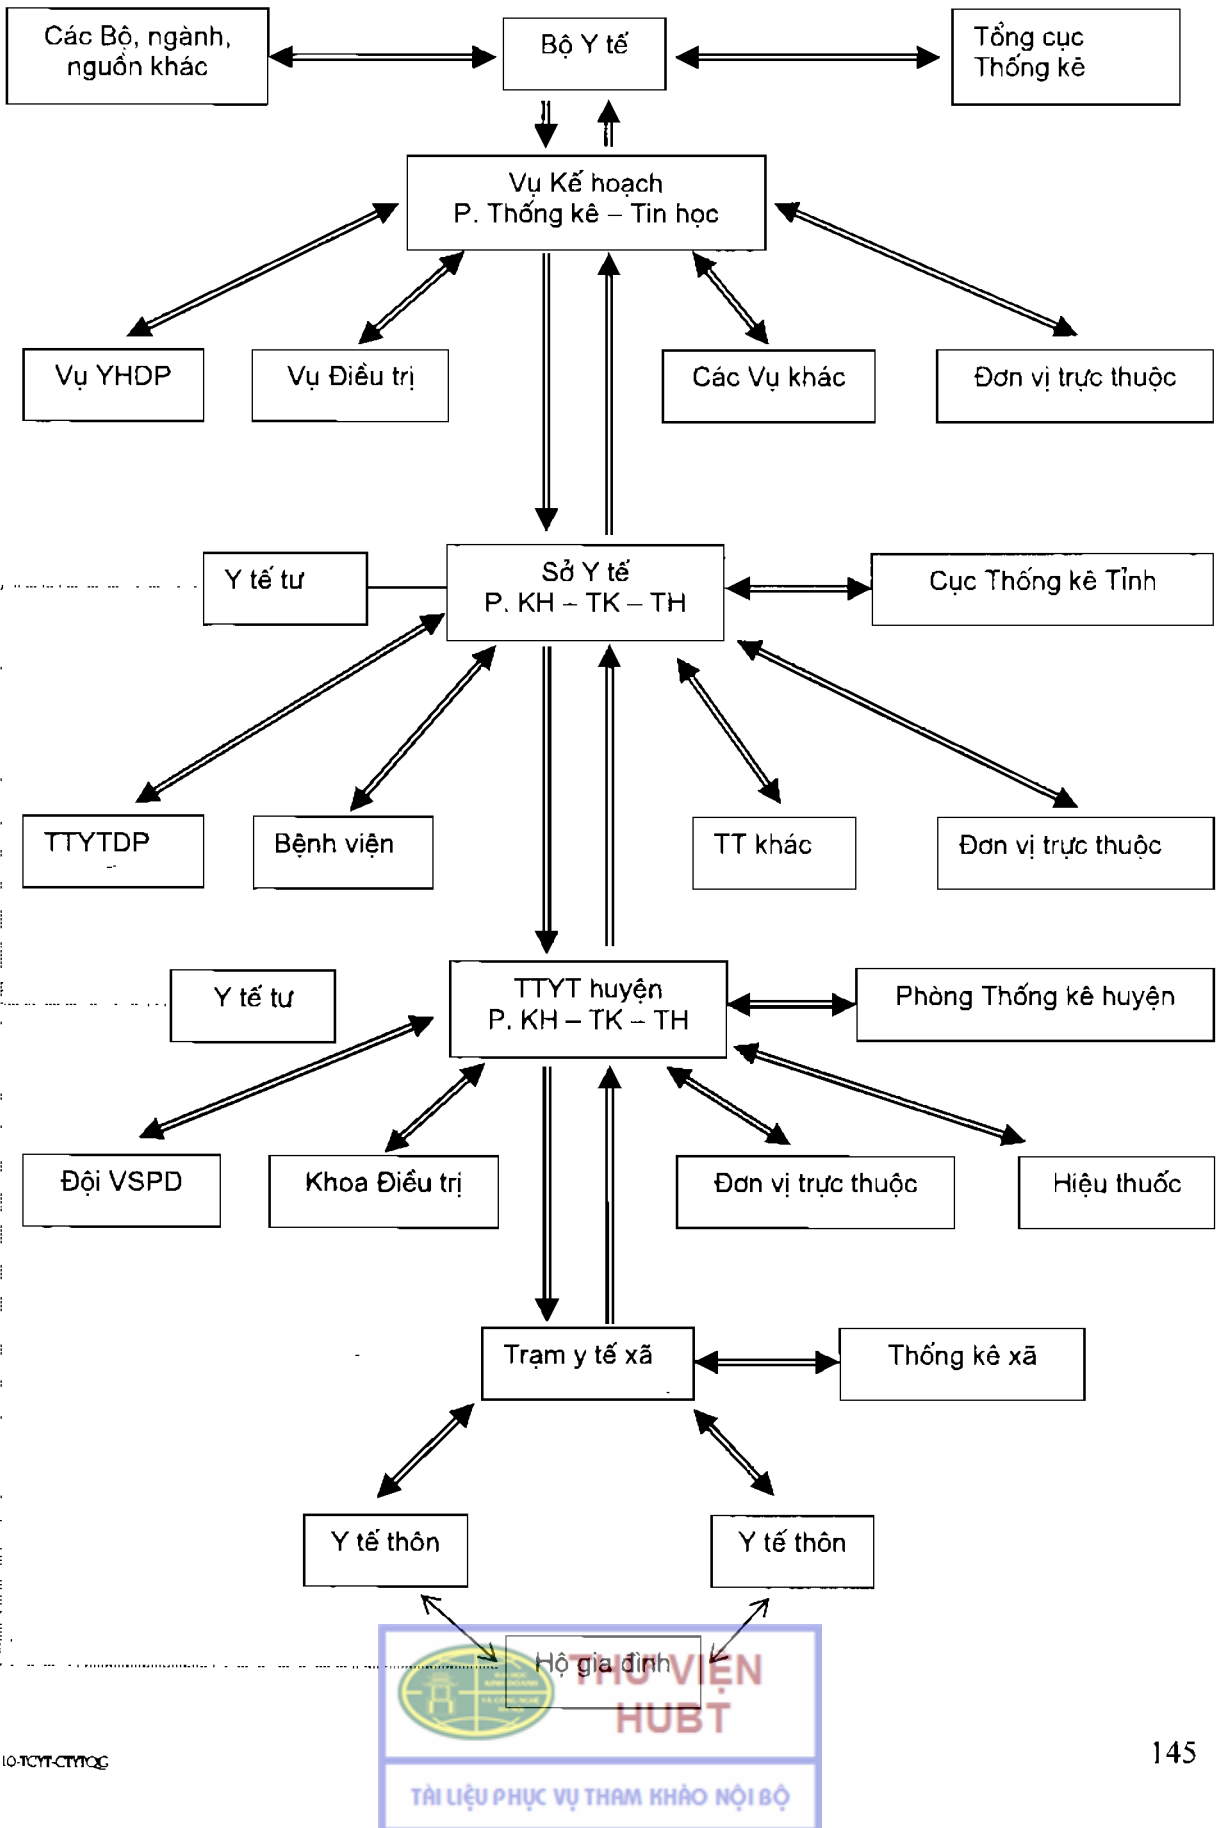 Các Bộ, ngành,
nguồn khác
Bộ Y tế
Tổng cục
Thống kê
Vụ Kế hoạch
P. Thống kê – Tin học
Vụ YHDP
Vụ Điều trị
Các Vụ khác
Đơn vị trực thuộc
Y tế tư
Sở Y tế
P. KH – TK – TH
Cục Thống kê Tỉnh
TTYTDP
Bệnh viện
TT khác
Đơn vị trực thuộc
Y tế tư
TTYT huyện
P. KH – TK – TH
Phòng Thống kê huyện
Đội VSPD
Khoa Điều trị
Đơn vị trực thuộc
Hiệu thuốc
Trạm y tế xã
Thống kê xã
Y tế thôn
Y tế thôn
Hộ gia đình
THƯ VIỆN
HUBT
10-TCYT-CTYTQG
145
TÀI LIỆU PHỤC VỤ THAM KHẢO NỘI BỘ